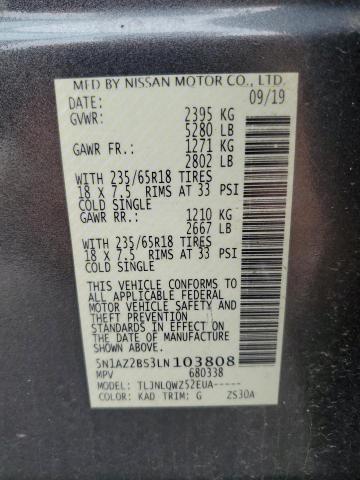 MFD BY NISSAN MOTOR CO., LTD.
DATE: 09/19
GVWR: 2395 KG
5280 LB
GAWR FR.: 1271 KG
2802 LB
WITH 235/65R18 TIRES
18 X 7.5 RIMS AT 33 PSI
COLD SINGLE
GAWR RR.: 1210 KG
2667 LB
WITH 235/65R18 TIRES
18 X 7.5 RIMS AT 33 PSI
COLD SINGLE
THIS VEHICLE CONFORMS TO
ALL APPLICABLE FEDERAL
MOTOR VEHICLE SAFETY AND
THEFT PREVENTION
STANDARDS IN EFFECT ON
THE DATE OF MANUFACTURE
SHOWN ABOVE.
5N1AZ2BS3LN103808
MPV 680338
MODEL: TLJNLQWZ52EUA-----
COLOR: KAD TRIM: G ZS30A